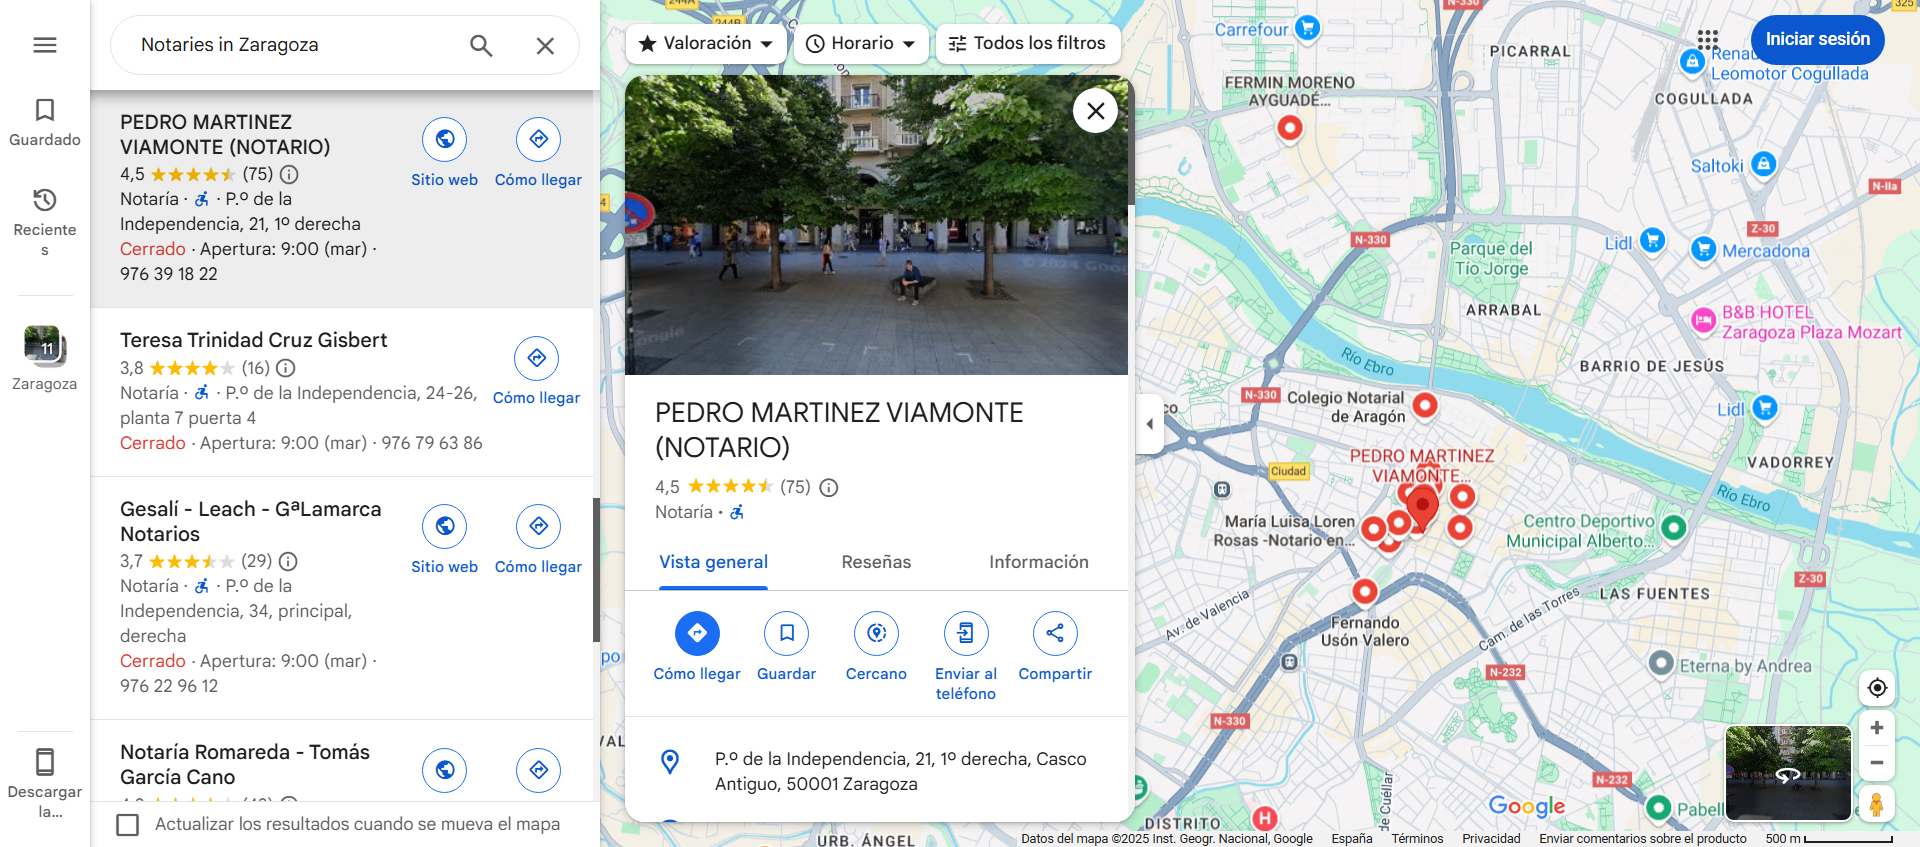 Guardado
Reciente
s
11
Zaragoza
Descargar
la...
Notaries in Zaragoza
PEDRO MARTINEZ
VIAMONTE (NOTARIO)
4,5 (75)
Notaría · · P.º de la
Independencia, 21, 1º derecha
Cerrado · Apertura: 9:00 (mar) ·
976 39 18 22
Sitio web
Cómo llegar
Teresa Trinidad Cruz Gisbert
3,8 (16)
Notaría · · P.º de la Independencia, 24-26,
planta 7 puerta 4
Cerrado · Apertura: 9:00 (mar) · 976 79 63 86
Cómo llegar
Gesalí - Leach - GªLamarca
Notarios
3,7 (29)
Notaría · · P.º de la
Independencia, 34, principal,
derecha
Cerrado · Apertura: 9:00 (mar) ·
976 22 96 12
Sitio web
Cómo llegar
Notaría Romareda - Tomás
García Cano
Actualizar los resultados cuando se mueva el mapa
Valoración
Horario
Todos los filtros
PEDRO MARTINEZ VIAMONTE
(NOTARIO)
4,5 (75)
Notaría ·
Vista general
Reseñas
Información
Cómo llegar
Guardar
Cercano
Enviar al
teléfono
Compartir
P.º de la Independencia, 21, 1º derecha, Casco
Antiguo, 50001 Zaragoza
Iniciar sesión
244A
244B
N-330
325
Carrefour
PICARRAL
Leomotor Cogullada
COGULLADA
FERMIN MORENO
AYGUADÉ...
Saltoki
N-IIa
Z-30
N-330
Lidl
Mercadona
Parque del
Tío Jorge
ARRABAL
B&B HOTEL
Zaragoza Plaza Mozart
Río Ebro
BARRIO DE JESÚS
N-330
Colegio Notarial
de Aragón
Lidl
PEDRO MARTINEZ
VIAMONTE...
VADORREY
Ciudad
Río Ebro
María Luisa Loren
Rosas -Notario en...
Centro Deportivo
Municipal Alberto...
Z-30
LAS FUENTES
Av. de Valencia
Cam. de las Torres
Fernando
Usón Valero
N-232
Eterna by Andrea
N-330
N-232
de Cuéllar
Google
DISTRITO
URB. ÁNGEL
Datos del mapa ©2025 Inst. Geogr. Nacional, Google
España
Términos
Privacidad
Enviar comentarios sobre el producto
500 m